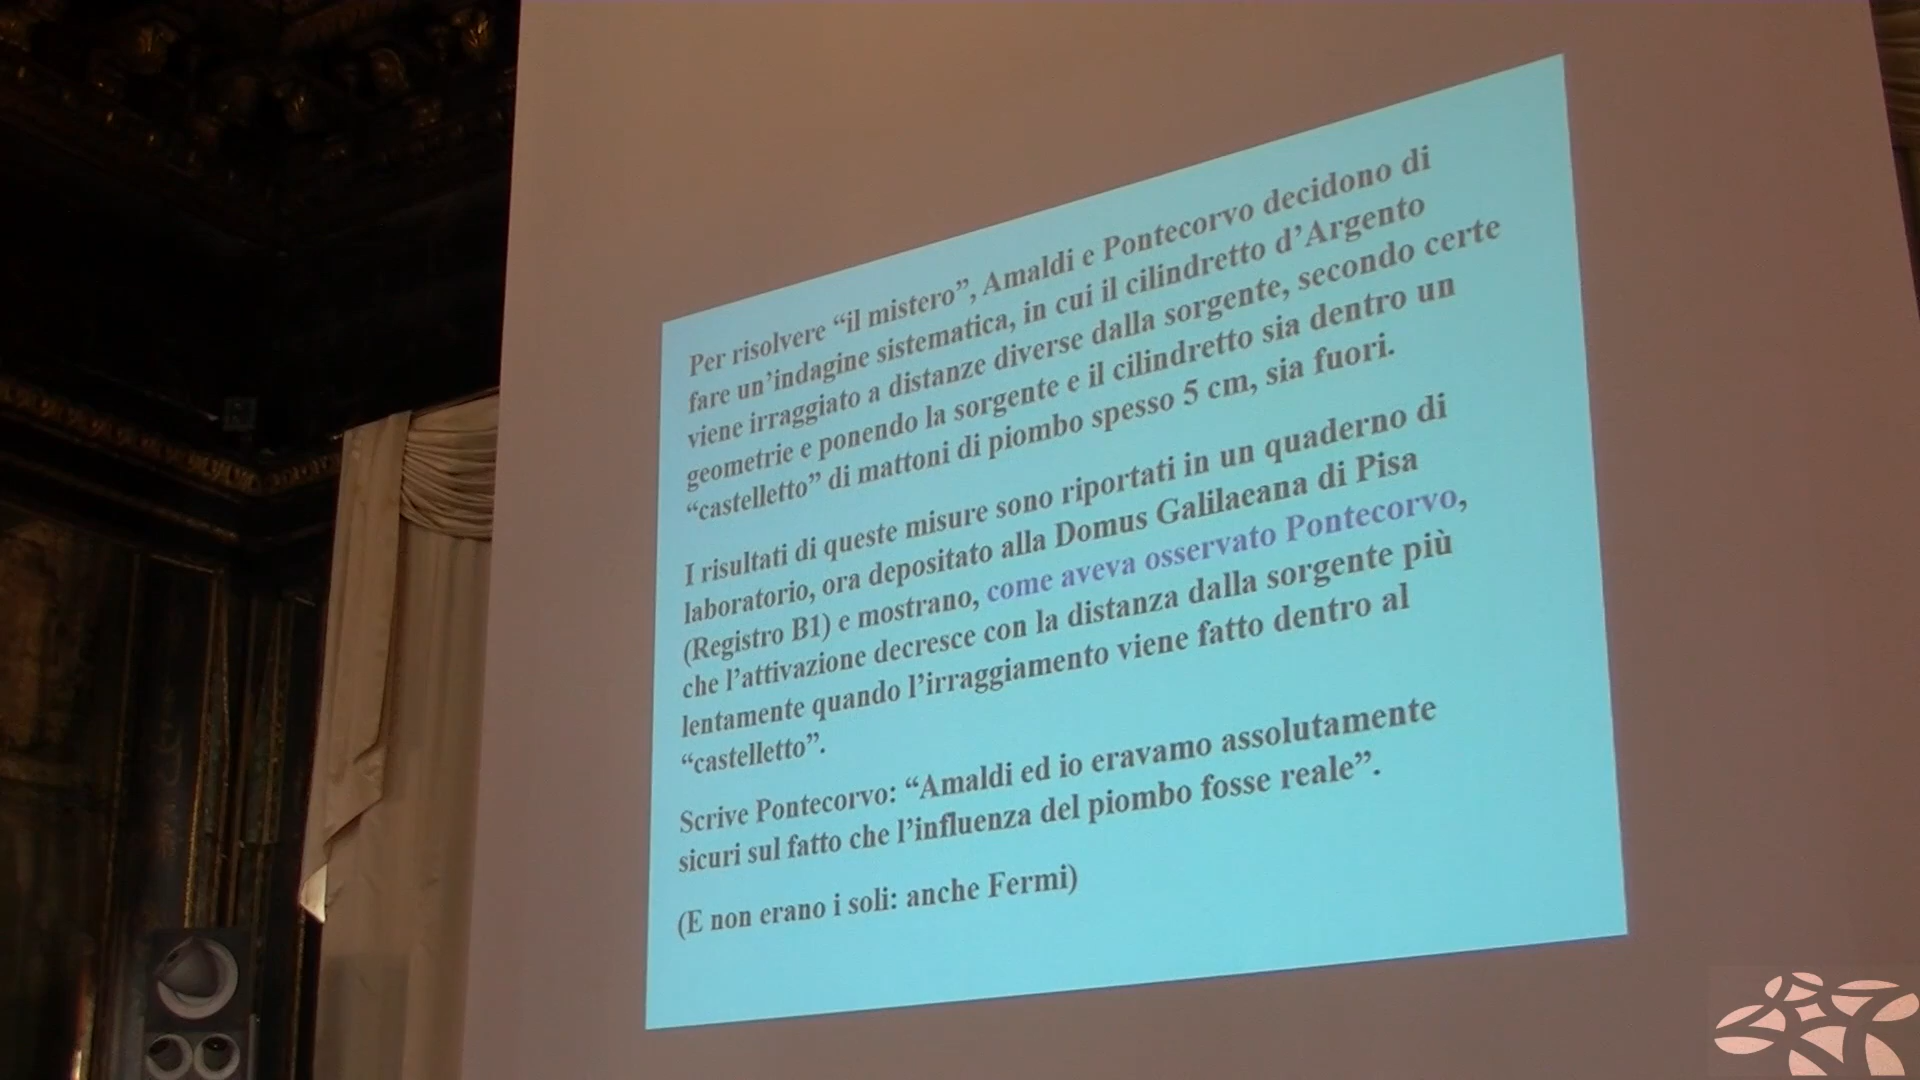 Per risolvere “il mistero”, Amaldi e Pontecorvo decidono di
fare un’indagine sistematica, in cui il cilindretto d’Argento
viene irraggiato a distanze diverse dalla sorgente, secondo certe
geometrie e ponendo la sorgente e il cilindretto sia dentro un
“castelletto” di mattoni di piombo spesso 5 cm, sia fuori.
I risultati di queste misure sono riportati in un quaderno di
laboratorio, ora depositato alla Domus Galilaeana di Pisa
(Registro B1) e mostrano, come aveva osservato Pontecorvo,
che l’attivazione decresce con la distanza dalla sorgente più
lentamente quando l’irraggiamento viene fatto dentro al
“castelletto”.
Scrive Pontecorvo: “Amaldi ed io eravamo assolutamente
sicuri sul fatto che l’influenza del piombo fosse reale”.
(E non erano i soli: anche Fermi)